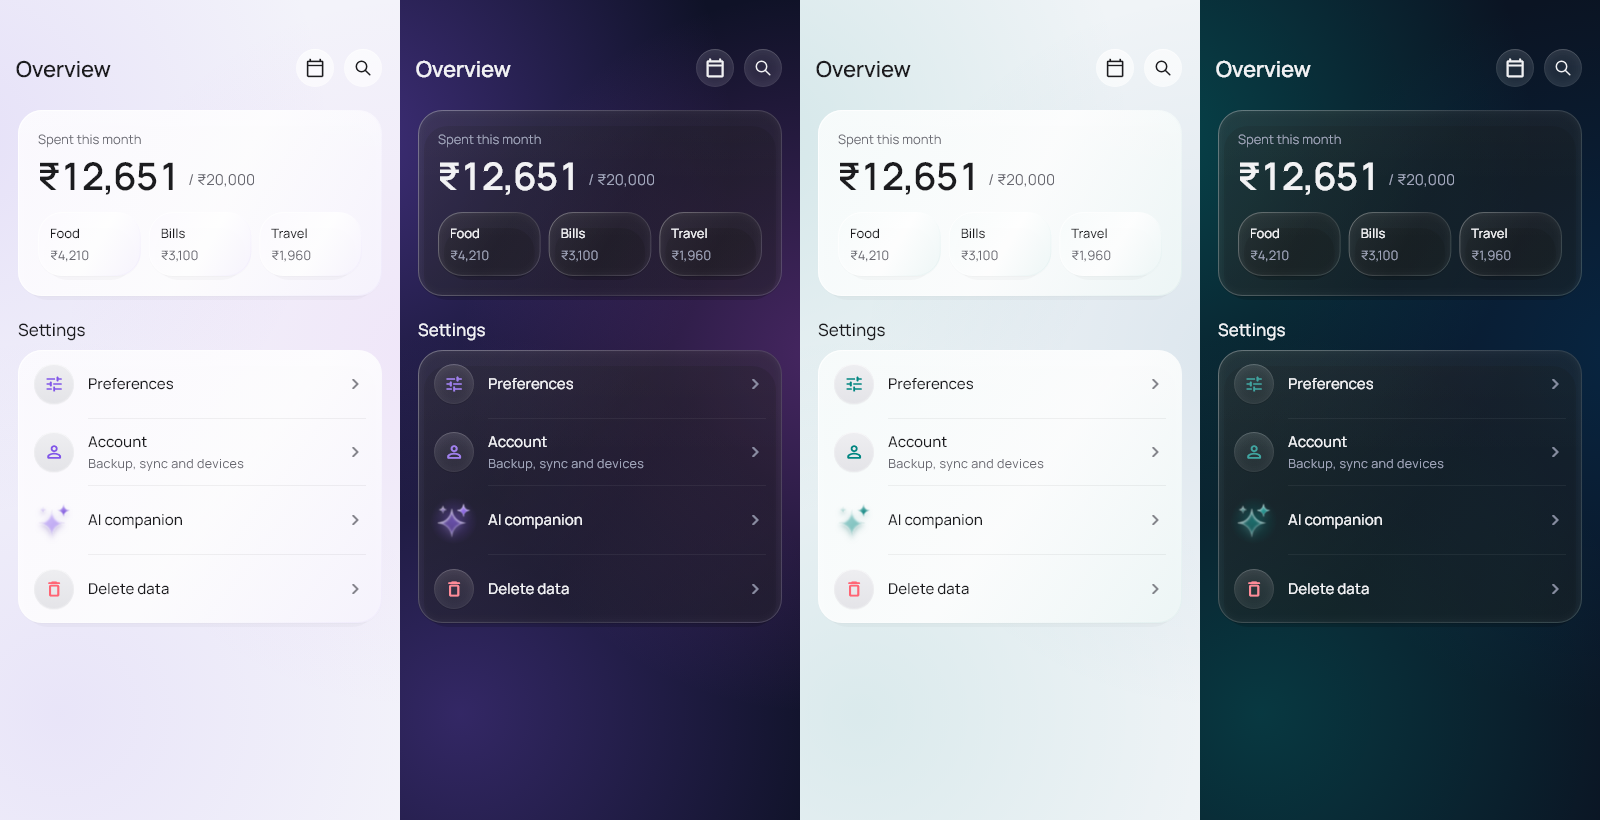 Overview
Spent this month
₹12,651 / ₹20,000
Food Bills Travel
₹4,210 ₹3,100 ₹1,960
Settings
Preferences
Account
Backup, sync and devices
AI companion
Delete data
Overview
Spent this month
₹12,651 / ₹20,000
Food Bills Travel
₹4,210 ₹3,100 ₹1,960
Settings
Preferences
Account
Backup, sync and devices
AI companion
Delete data
Overview
Spent this month
₹12,651 / ₹20,000
Food Bills Travel
₹4,210 ₹3,100 ₹1,960
Settings
Preferences
Account
Backup, sync and devices
AI companion
Delete data
Overview
Spent this month
₹12,651 / ₹20,000
Food Bills Travel
₹4,210 ₹3,100 ₹1,960
Settings
Preferences
Account
Backup, sync and devices
AI companion
Delete data